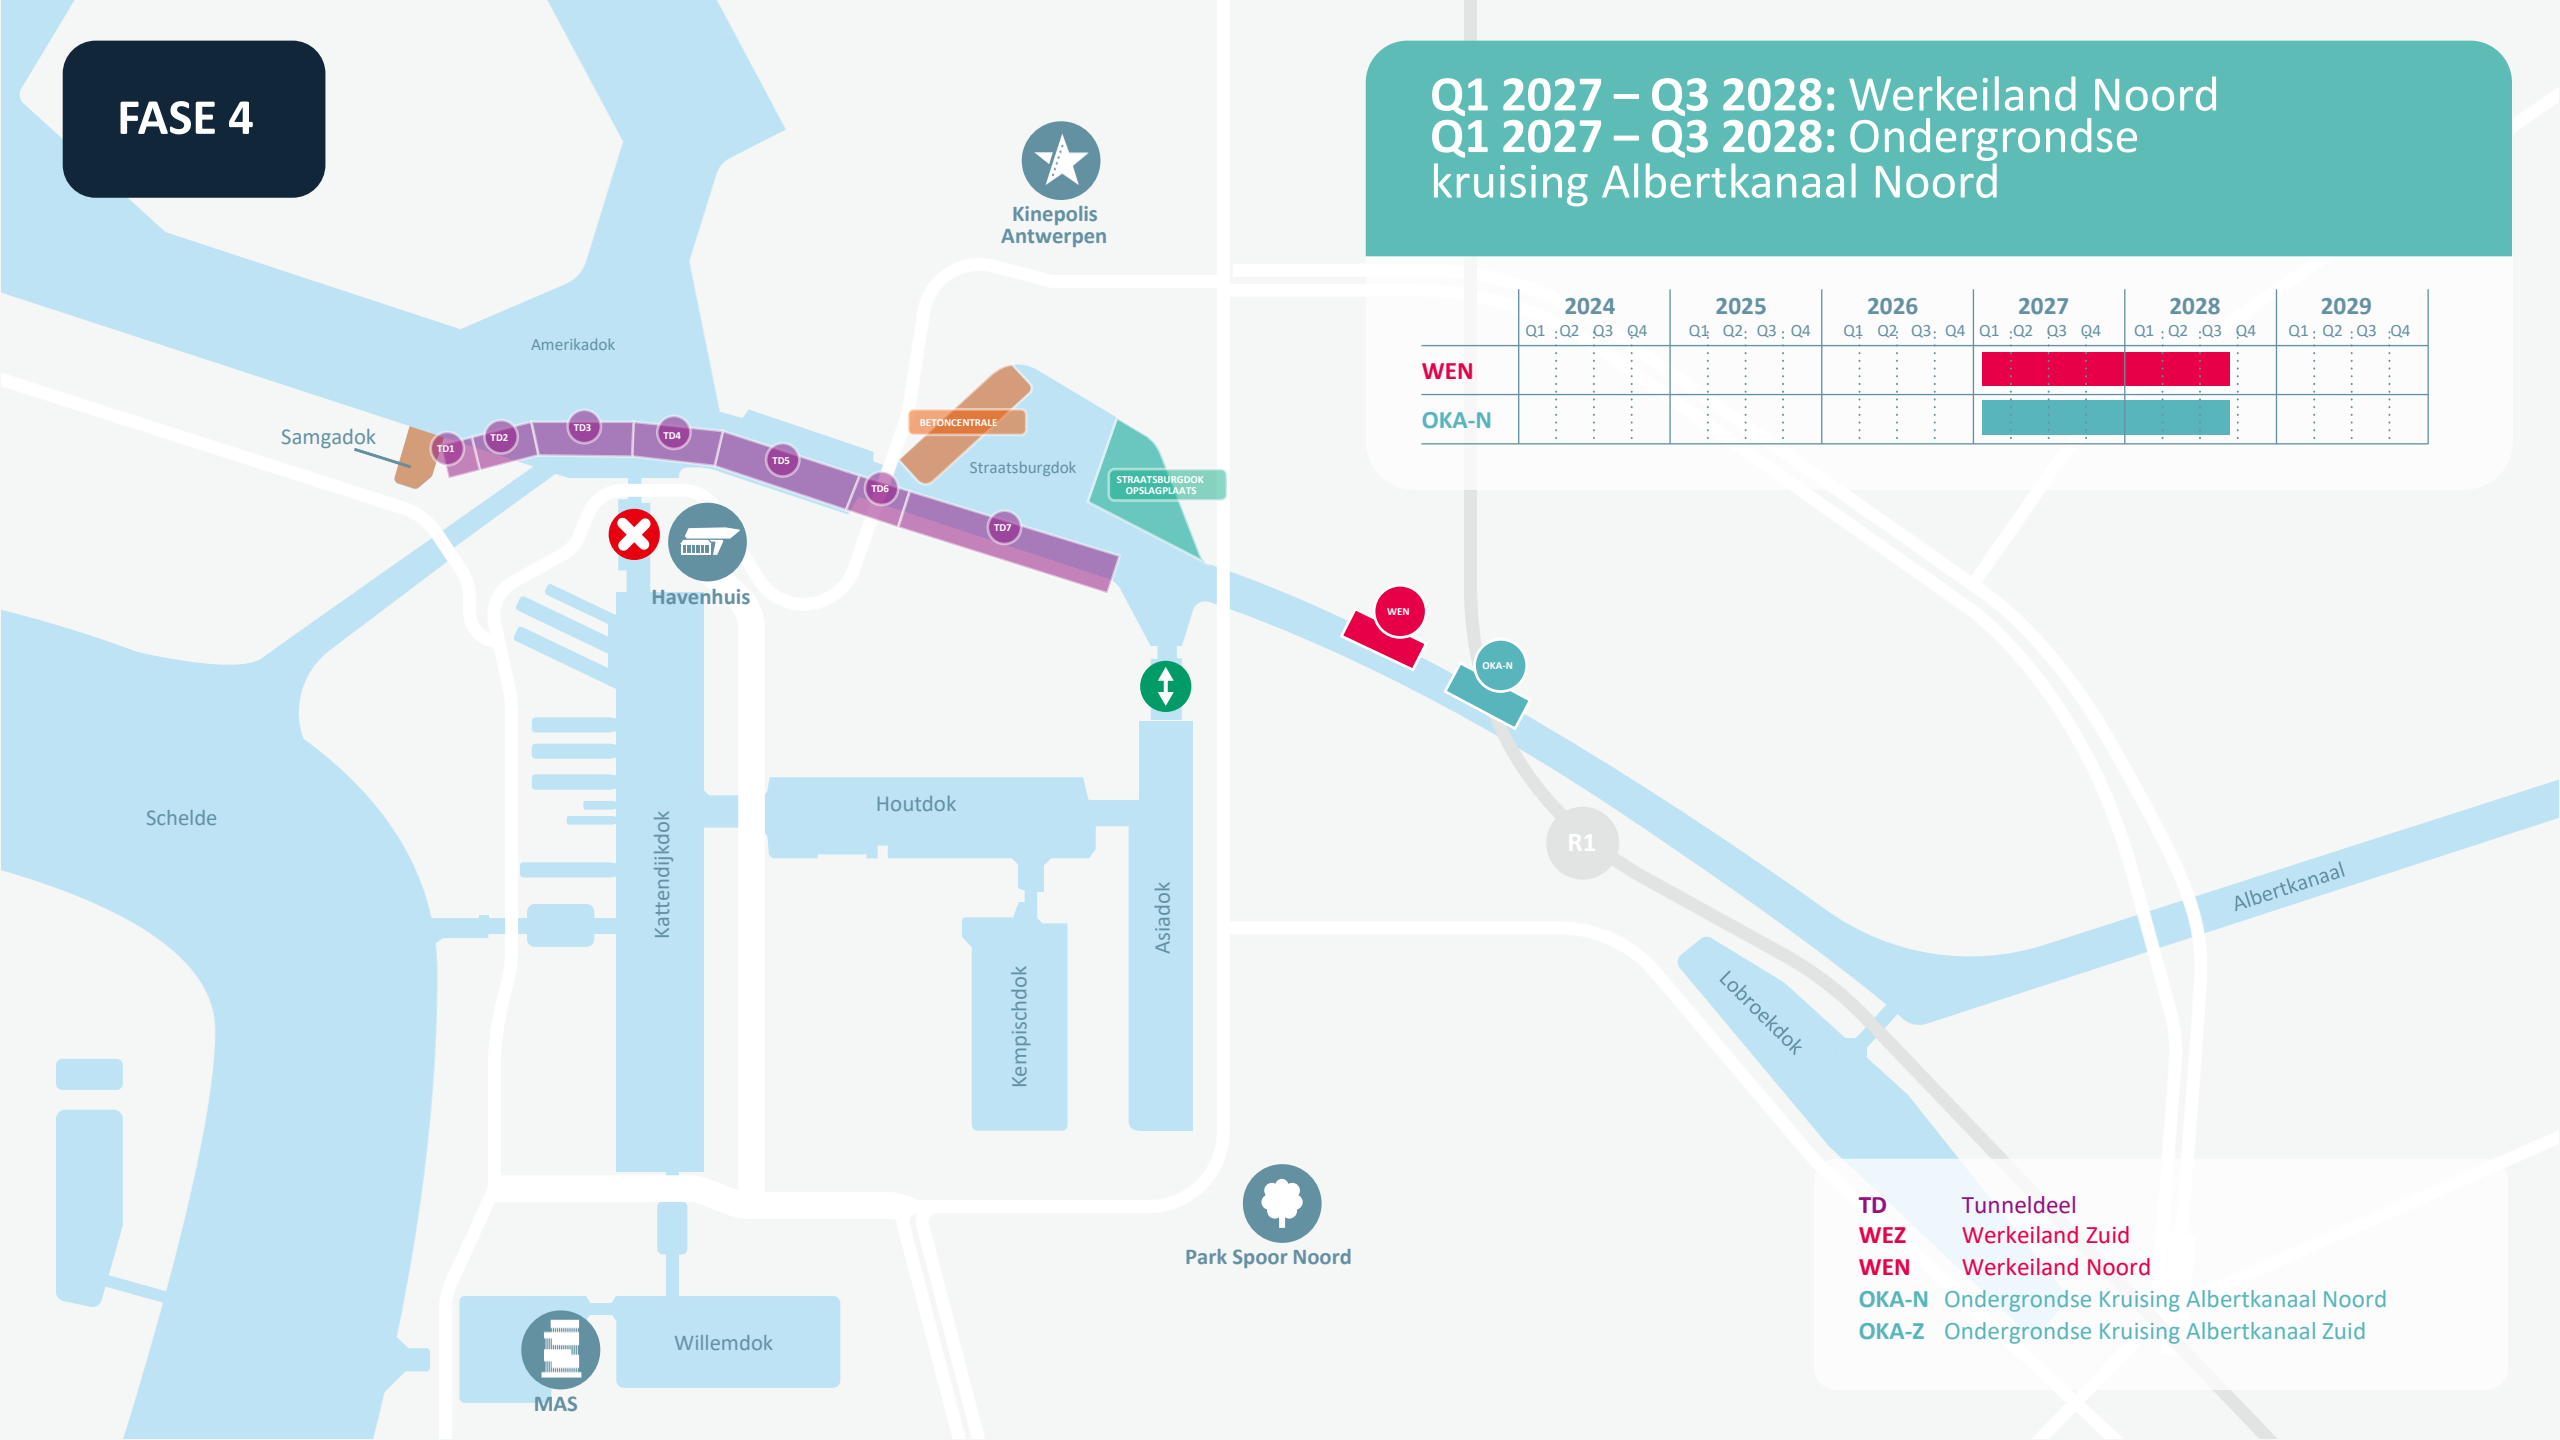 FASE 4
Q1 2027 – Q3 2028: Werkeiland Noord
Q1 2027 – Q3 2028: Ondergrondse
kruising Albertkanaal Noord
2024 2025 2026 2027 2028 2029
Q1 Q2 Q3 Q4 Q1 Q2 Q3 Q4 Q1 Q2 Q3 Q4 Q1 Q2 Q3 Q4 Q1 Q2 Q3 Q4 Q1 Q2 Q3 Q4
WEN
OKA-N
Kinepolis
Antwerpen
Amerikadok
Samgadok
TD1
TD2
TD3
TD4
TD5
TD6
TD7
BETONCENTRALE
Straatsburgdok
STRAATSBURGDOK
OPSLAGPLAATS
Havenhuis
WEN
OKA-N
R1
Schelde
Kattendijkdok
Houtdok
Kempischdok
Asiadok
Albertkanaal
Lobroekdok
Park Spoor Noord
Willemdok
MAS
TD Tunneldeel
WEZ Werkeiland Zuid
WEN Werkeiland Noord
OKA-N Ondergrondse Kruising Albertkanaal Noord
OKA-Z Ondergrondse Kruising Albertkanaal Zuid